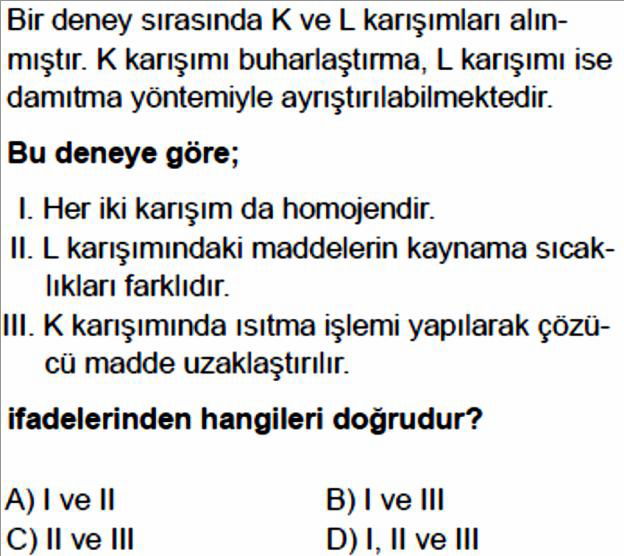 Bir deney sırasında K ve L karışımları alın-
mıştır. K karışımı buharlaştırma, L karışımı ise
damıtma yöntemiyle ayrıştırılabilmektedir.
Bu deneye göre;
I. Her iki karışım da homojendir.
II. L karışımındaki maddelerin kaynama sıcak-
lıkları farklıdır.
III. K karışımında ısıtma işlemi yapılarak çözü-
cü madde uzaklaştırılır.
ifadelerinden hangileri doğrudur?
A) I ve II B) I ve III
C) II ve III D) I, II ve III